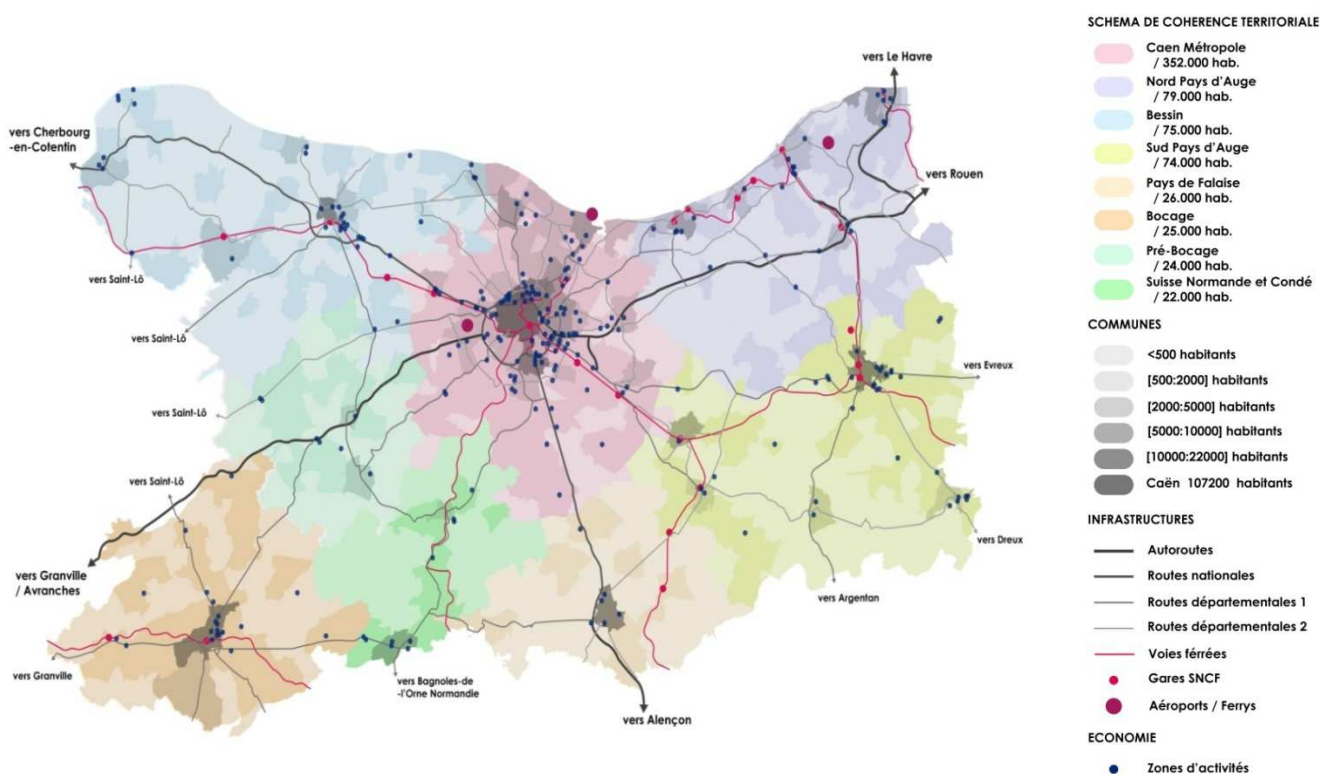 SCHEMA DE COHERENCE TERRITORIALE
Caen Métropole
/ 352.000 hab.
Nord Pays d'Auge
/ 79.000 hab.
Bessin
/ 75.000 hab.
Sud Pays d'Auge
/ 74.000 hab.
Pays de Falaise
/ 26.000 hab.
Bocage
/ 25.000 hab.
Pré-Bocage
/ 24.000 hab.
Suisse Normande et Condé
/ 22.000 hab.
COMMUNES
<500 habitants
[500:2000] habitants
[2000:5000] habitants
[5000:10000] habitants
[10000:22000] habitants
Caën 107200 habitants
INFRASTRUCTURES
Autoroutes
Routes nationales
Routes départementales 1
Routes départementales 2
Voies férrées
Gares SNCF
Aéroports / Ferrys
ECONOMIE
Zones d'activités
vers Le Havre
vers Cherbourg
-en-Cotentin
vers Rouen
vers Saint-Lô
vers Saint-Lô
vers Evreux
vers Saint-Lô
vers Saint-Lô
vers Dreux
vers Granville
/ Avranches
vers Argentan
vers Granville
vers Bagnoles-de
-l'Orne Normandie
vers Alençon